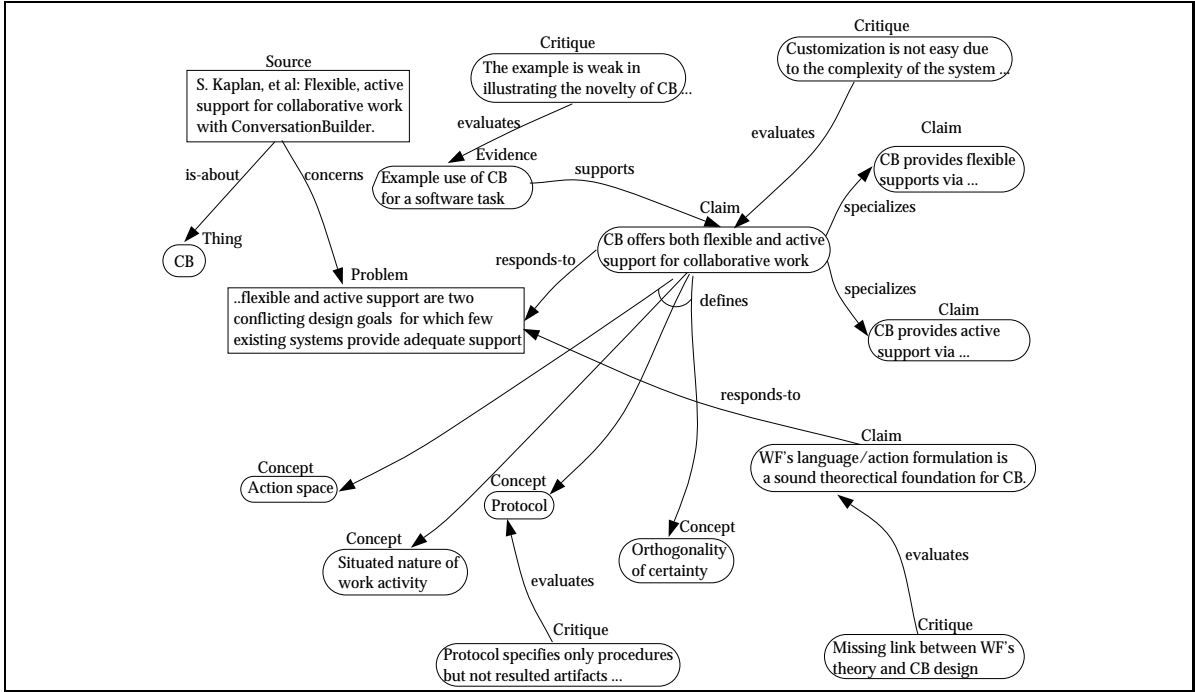 Critique
Customization is not easy due
to the complexity of the system ...
Critique
The example is weak in
illustrating the novelty of CB ...
Source
S. Kaplan, et al: Flexible, active
support for collaborative work
with ConversationBuilder.
evaluates
evaluates
Claim
CB provides flexible
supports via ...
Evidence
Example use of CB
for a software task
supports
is-about
concerns
specializes
Claim
CB offers both flexible and active
support for collaborative work
Thing
CB
responds-to
Problem
..flexible and active support are two
conflicting design goals for which few
existing systems provide adequate support
defines
specializes
Claim
CB provides active
support via ...
responds-to
Claim
WF's language/action formulation is
a sound theorectical foundation for CB.
Concept
Action space
Concept
Protocol
Concept
Situated nature of
work activity
Concept
Orthogonality
of certainty
evaluates
evaluates
Critique
Protocol specifies only procedures
but not resulted artifacts ...
Critique
Missing link between WF's
theory and CB design